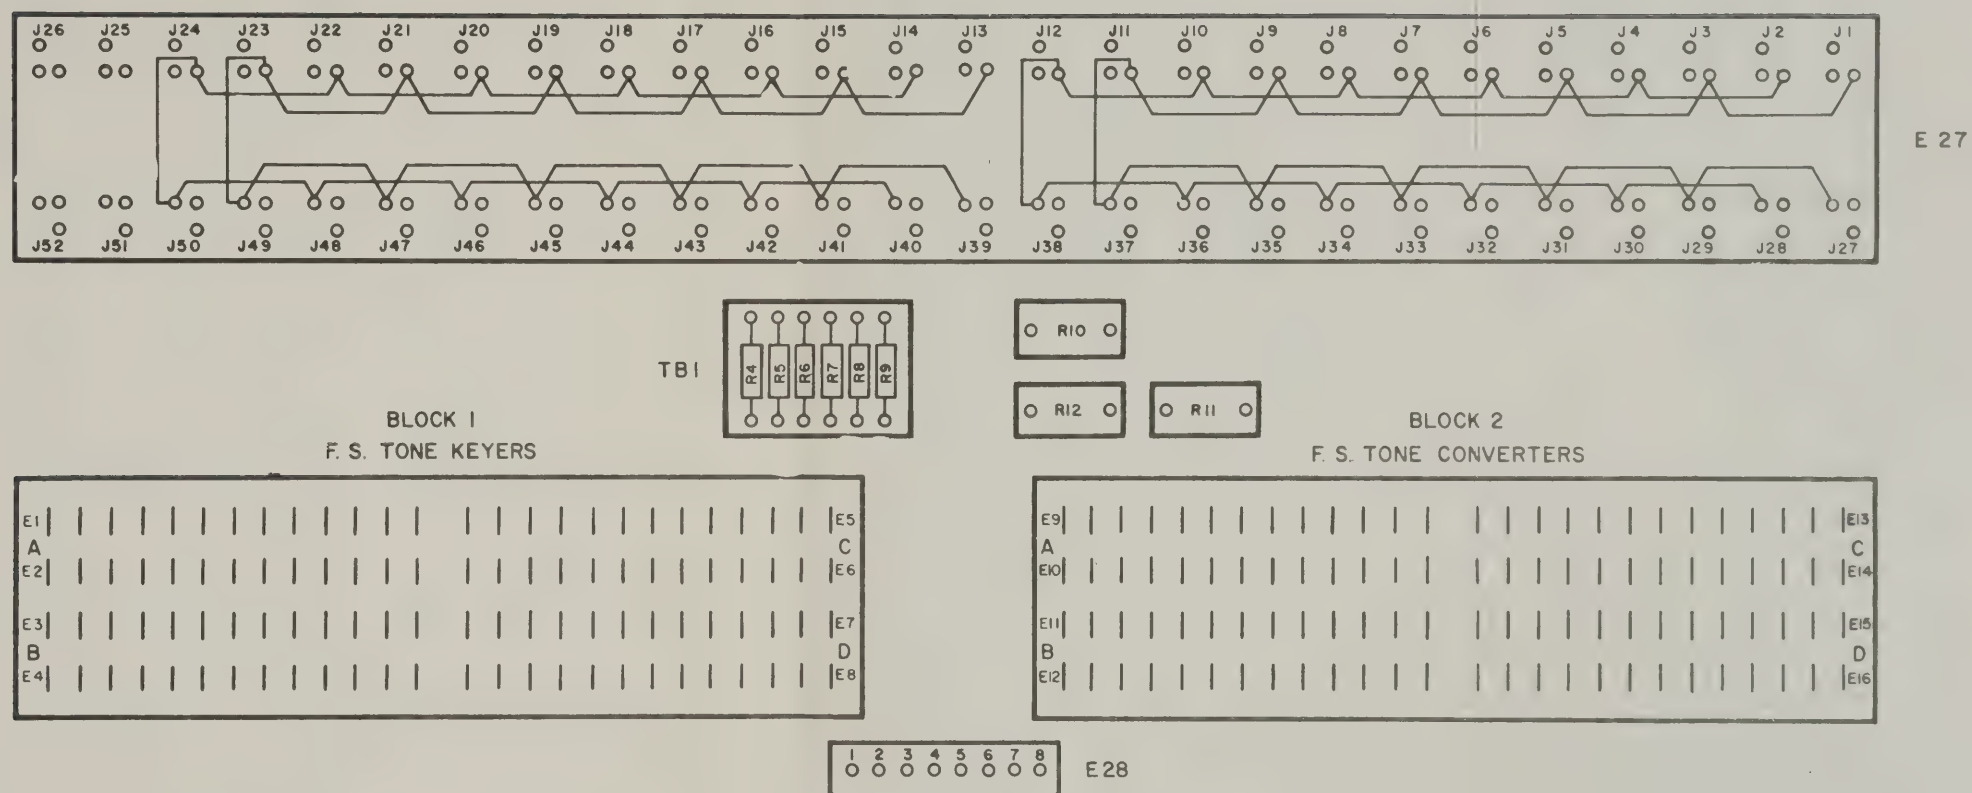 J26 J25 J24 J23 J22 J21 J20 J19 J18 J17 J16 J15 J14 J13 J12 J11 J10 J9 J8 J7 J6 J5 J4 J3 J2 J1
E 27
J52 J51 J50 J49 J48 J47 J46 J45 J44 J43 J42 J41 J40 J39 J38 J37 J36 J35 J34 J33 J32 J31 J30 J29 J28 J27
TB1
R4 R5 R6 R7 R8 R9
R10
R12 R11
BLOCK 1
F. S. TONE KEYERS
BLOCK 2
F. S. TONE CONVERTERS
E1 E5
A C
E2 E6
E3 E7
B D
E4 E8
E9 E13
A C
E10 E14
E11 E15
B D
E12 E16
1 2 3 4 5 6 7 8
E28